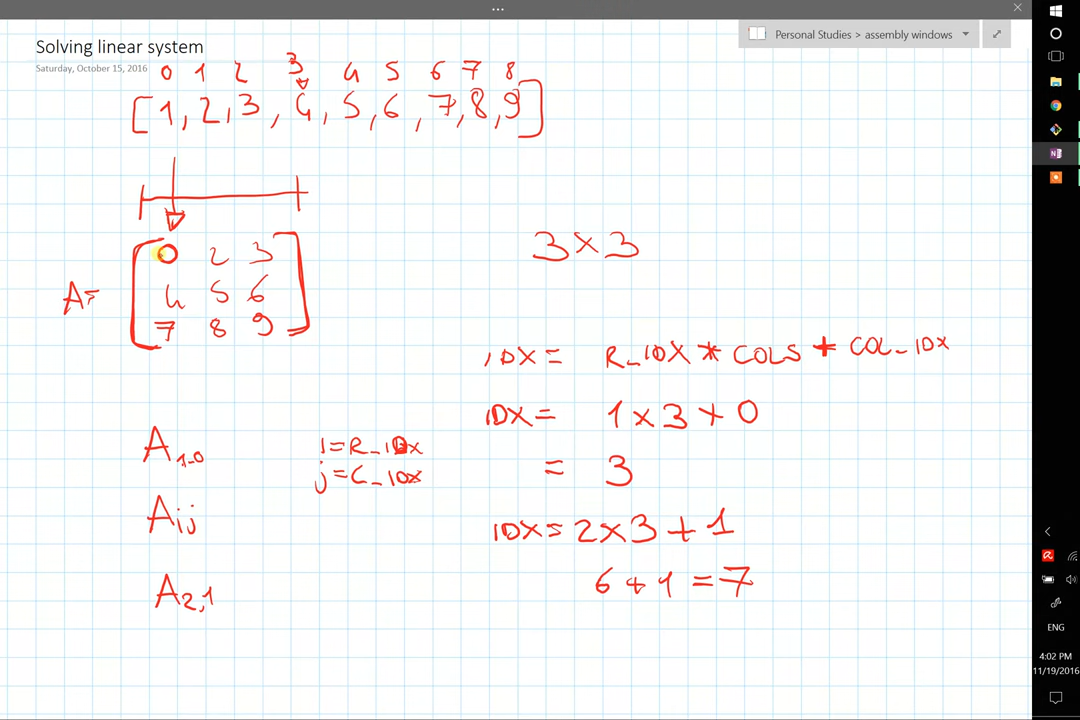 Solving linear system
Personal Studies > assembly windows
Saturday, October 15, 2016
0 1 2 3 4 5 6 7 8
[1, 2, 3, 4, 5, 6, 7, 8, 9]
0 2 3
3 x 3
A=
4 5 6
7 8 9
IDX = R_IDX * COLS + COL_IDX
IDX = 1 x 3 + 0
A1,0
i = R_IDX
j = C_IDX
= 3
Aij
IDX = 2 x 3 + 1
6 + 1 = 7
A2,1
ENG
4:02 PM
11/19/2016